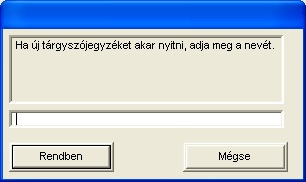 Ha új tárgyszójegyzéket akar nyitni, adja meg a nevét.
Rendben
Mégse